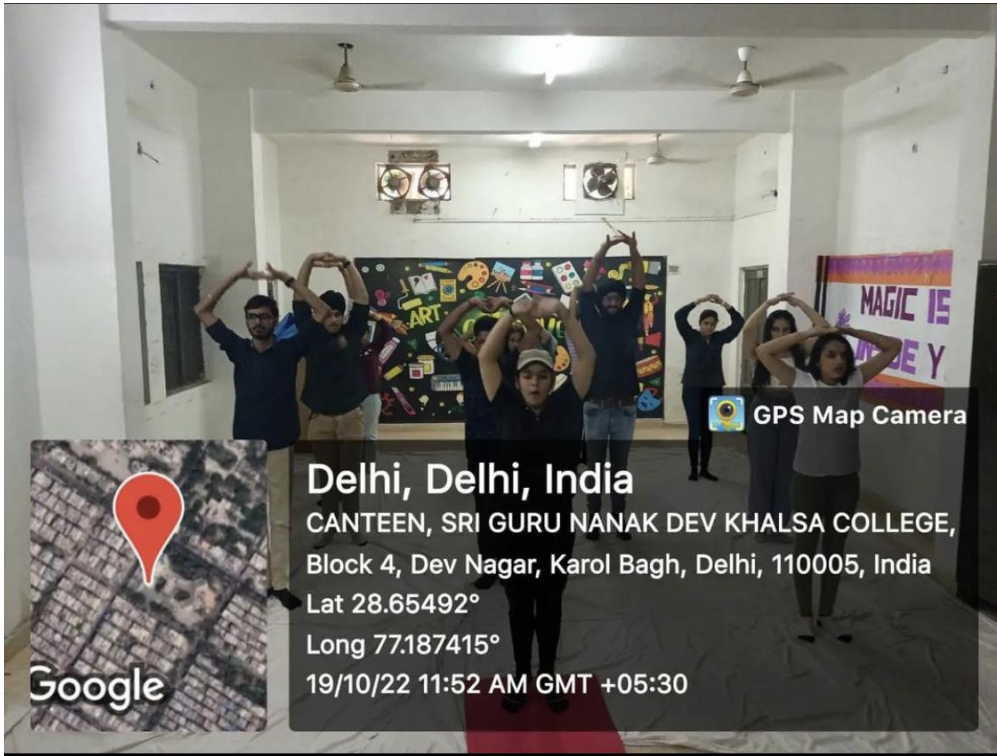 ART
MAGIC IS
DE Y
GPS Map Camera
Delhi, Delhi, India
CANTEEN, SRI GURU NANAK DEV KHALSA COLLEGE,
Block 4, Dev Nagar, Karol Bagh, Delhi, 110005, India
Lat 28.65492°
Long 77.187415°
19/10/22 11:52 AM GMT +05:30
Google